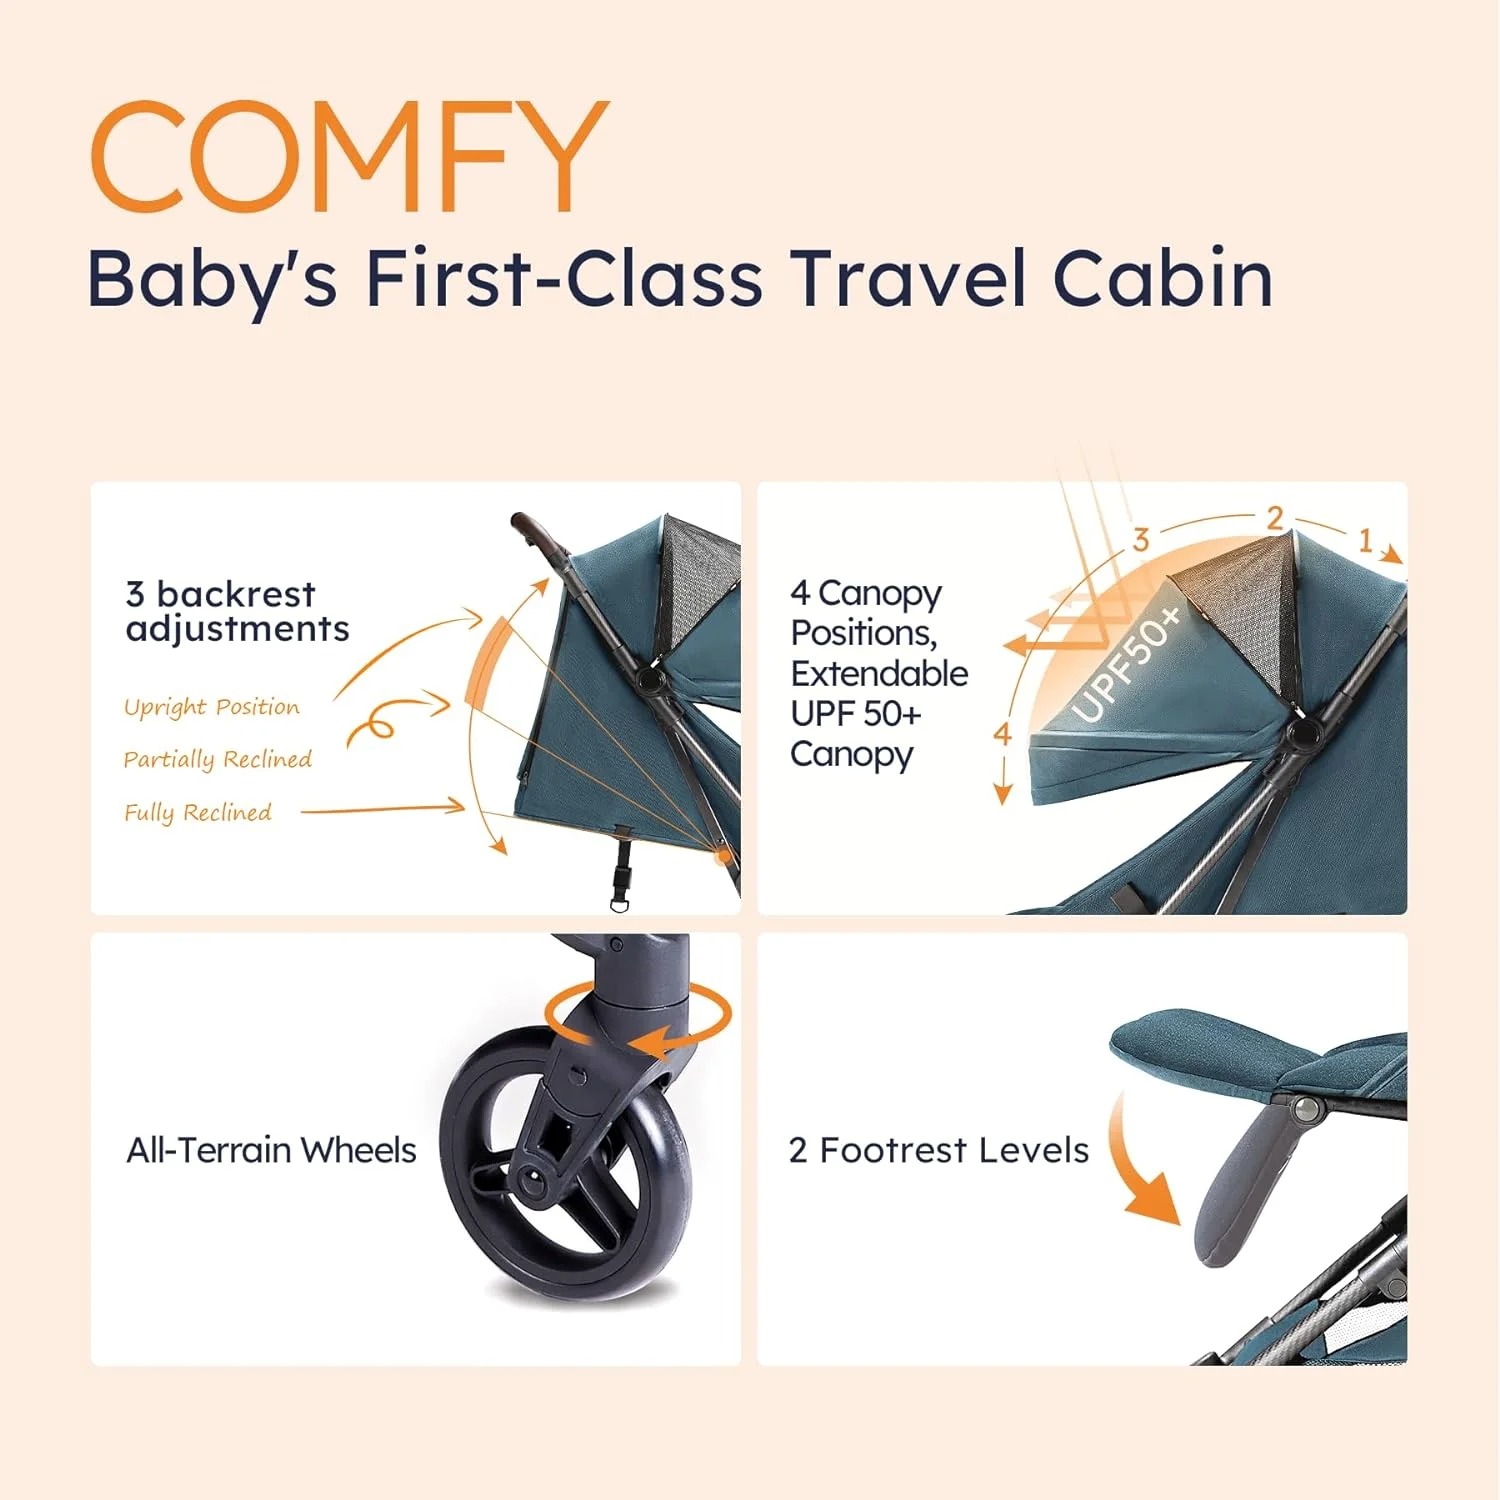 COMFY
Baby's First-Class Travel Cabin
3 backrest
adjustments
Upright Position
Partially Reclined
Fully Reclined
4 Canopy
Positions,
Extendable
UPF 50+
Canopy
1
2
3
4
UPF50+
All-Terrain Wheels
2 Footrest Levels